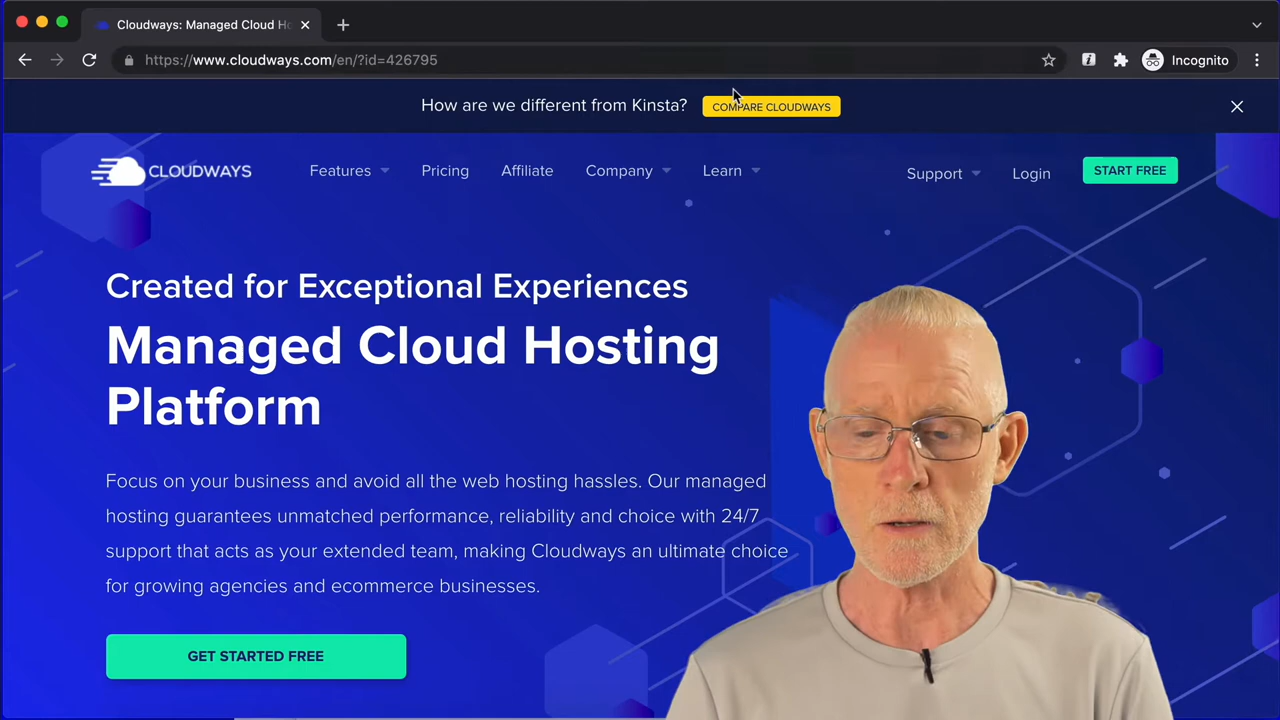 Cloudways: Managed Cloud Ho
https://www.cloudways.com/en/?id=426795
Incognito
How are we different from Kinsta? COMPARE CLOUDWAYS
CLOUDWAYS Features Pricing Affiliate Company Learn Support Login START FREE
Created for Exceptional Experiences
Managed Cloud Hosting
Platform
Focus on your business and avoid all the web hosting hassles. Our managed
hosting guarantees unmatched performance, reliability and choice with 24/7
support that acts as your extended team, making Cloudways an ultimate choice
for growing agencies and ecommerce businesses.
GET STARTED FREE